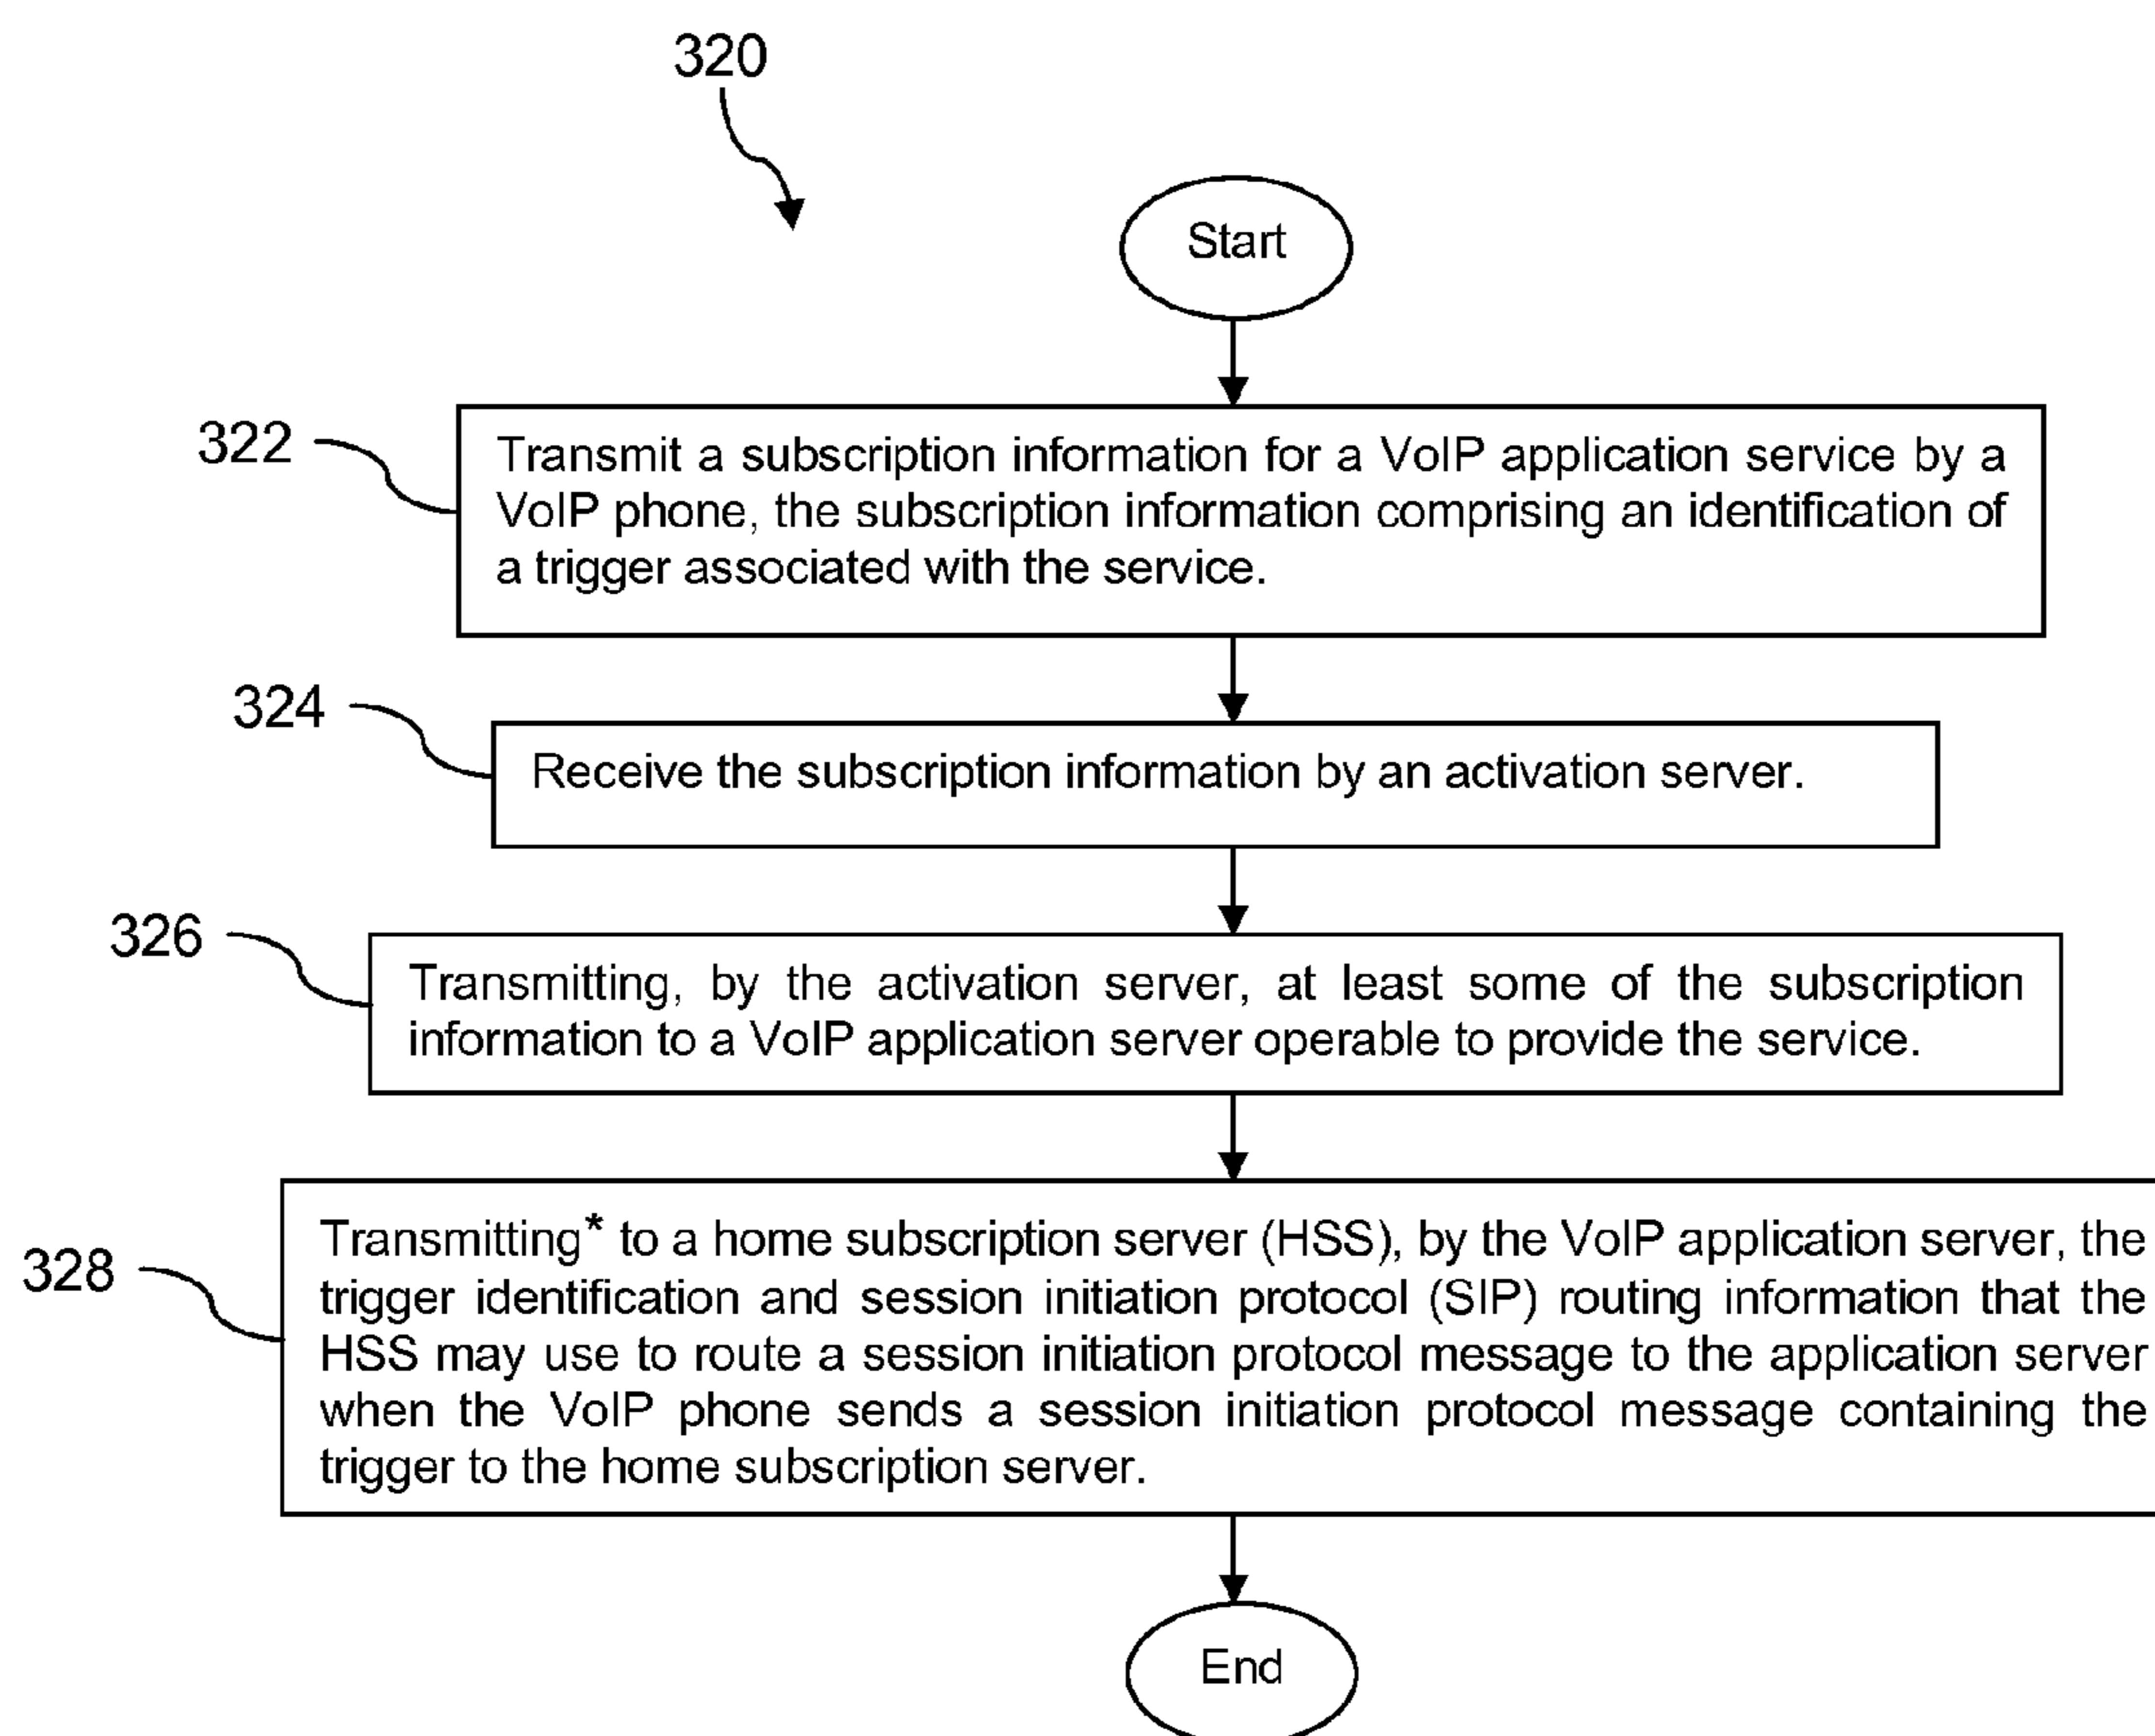 320
Start
322
Transmit a subscription information for a VoIP application service by a
VoIP phone, the subscription information comprising an identification of
a trigger associated with the service.
324
Receive the subscription information by an activation server.
326
Transmitting, by the activation server, at least some of the subscription
information to a VoIP application server operable to provide the service.
328
Transmitting* to a home subscription server (HSS), by the VoIP application server, the
trigger identification and session initiation protocol (SIP) routing information that the
HSS may use to route a session initiation protocol message to the application server
when the VoIP phone sends a session initiation protocol message containing the
trigger to the home subscription server.
End